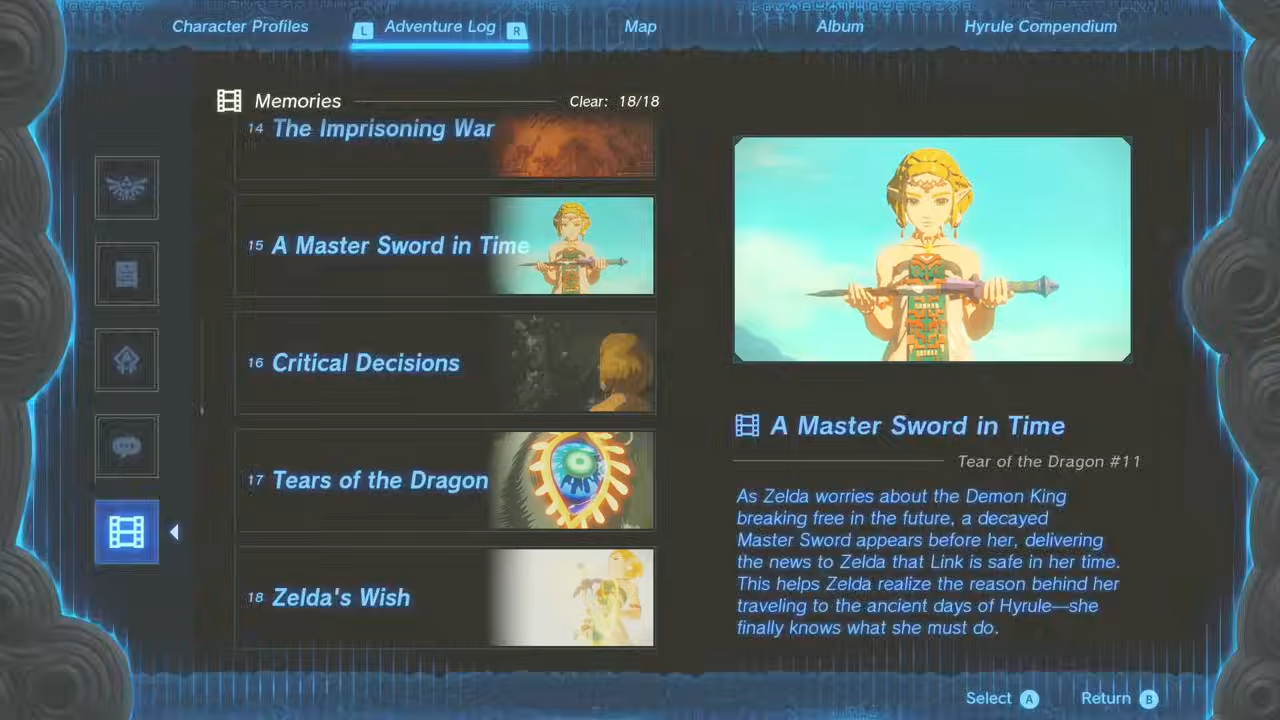 Character Profiles
L Adventure Log R
Map
Album
Hyrule Compendium
Memories
Clear: 18/18
14 The Imprisoning War
15 A Master Sword in Time
16 Critical Decisions
17 Tears of the Dragon
18 Zelda's Wish
A Master Sword in Time
Tear of the Dragon #11
As Zelda worries about the Demon King
breaking free in the future, a decayed
Master Sword appears before her, delivering
the news to Zelda that Link is safe in her time.
This helps Zelda realize the reason behind her
traveling to the ancient days of Hyrule—she
finally knows what she must do.
Select A
Return B